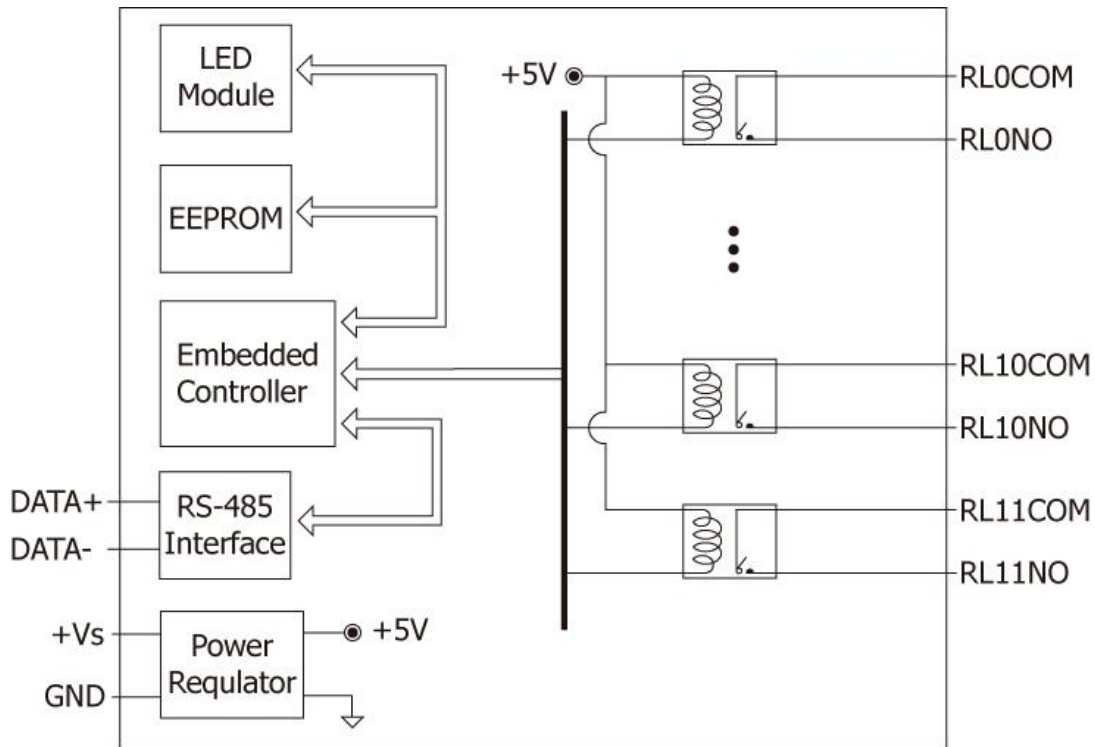 LED
Module
EEPROM
Embedded
Controller
DATA+
DATA-
RS-485
Interface
+Vs
GND
Power
Requlator
+5V
+5V
RL0COM
RL0NO
RL10COM
RL10NO
RL11COM
RL11NO